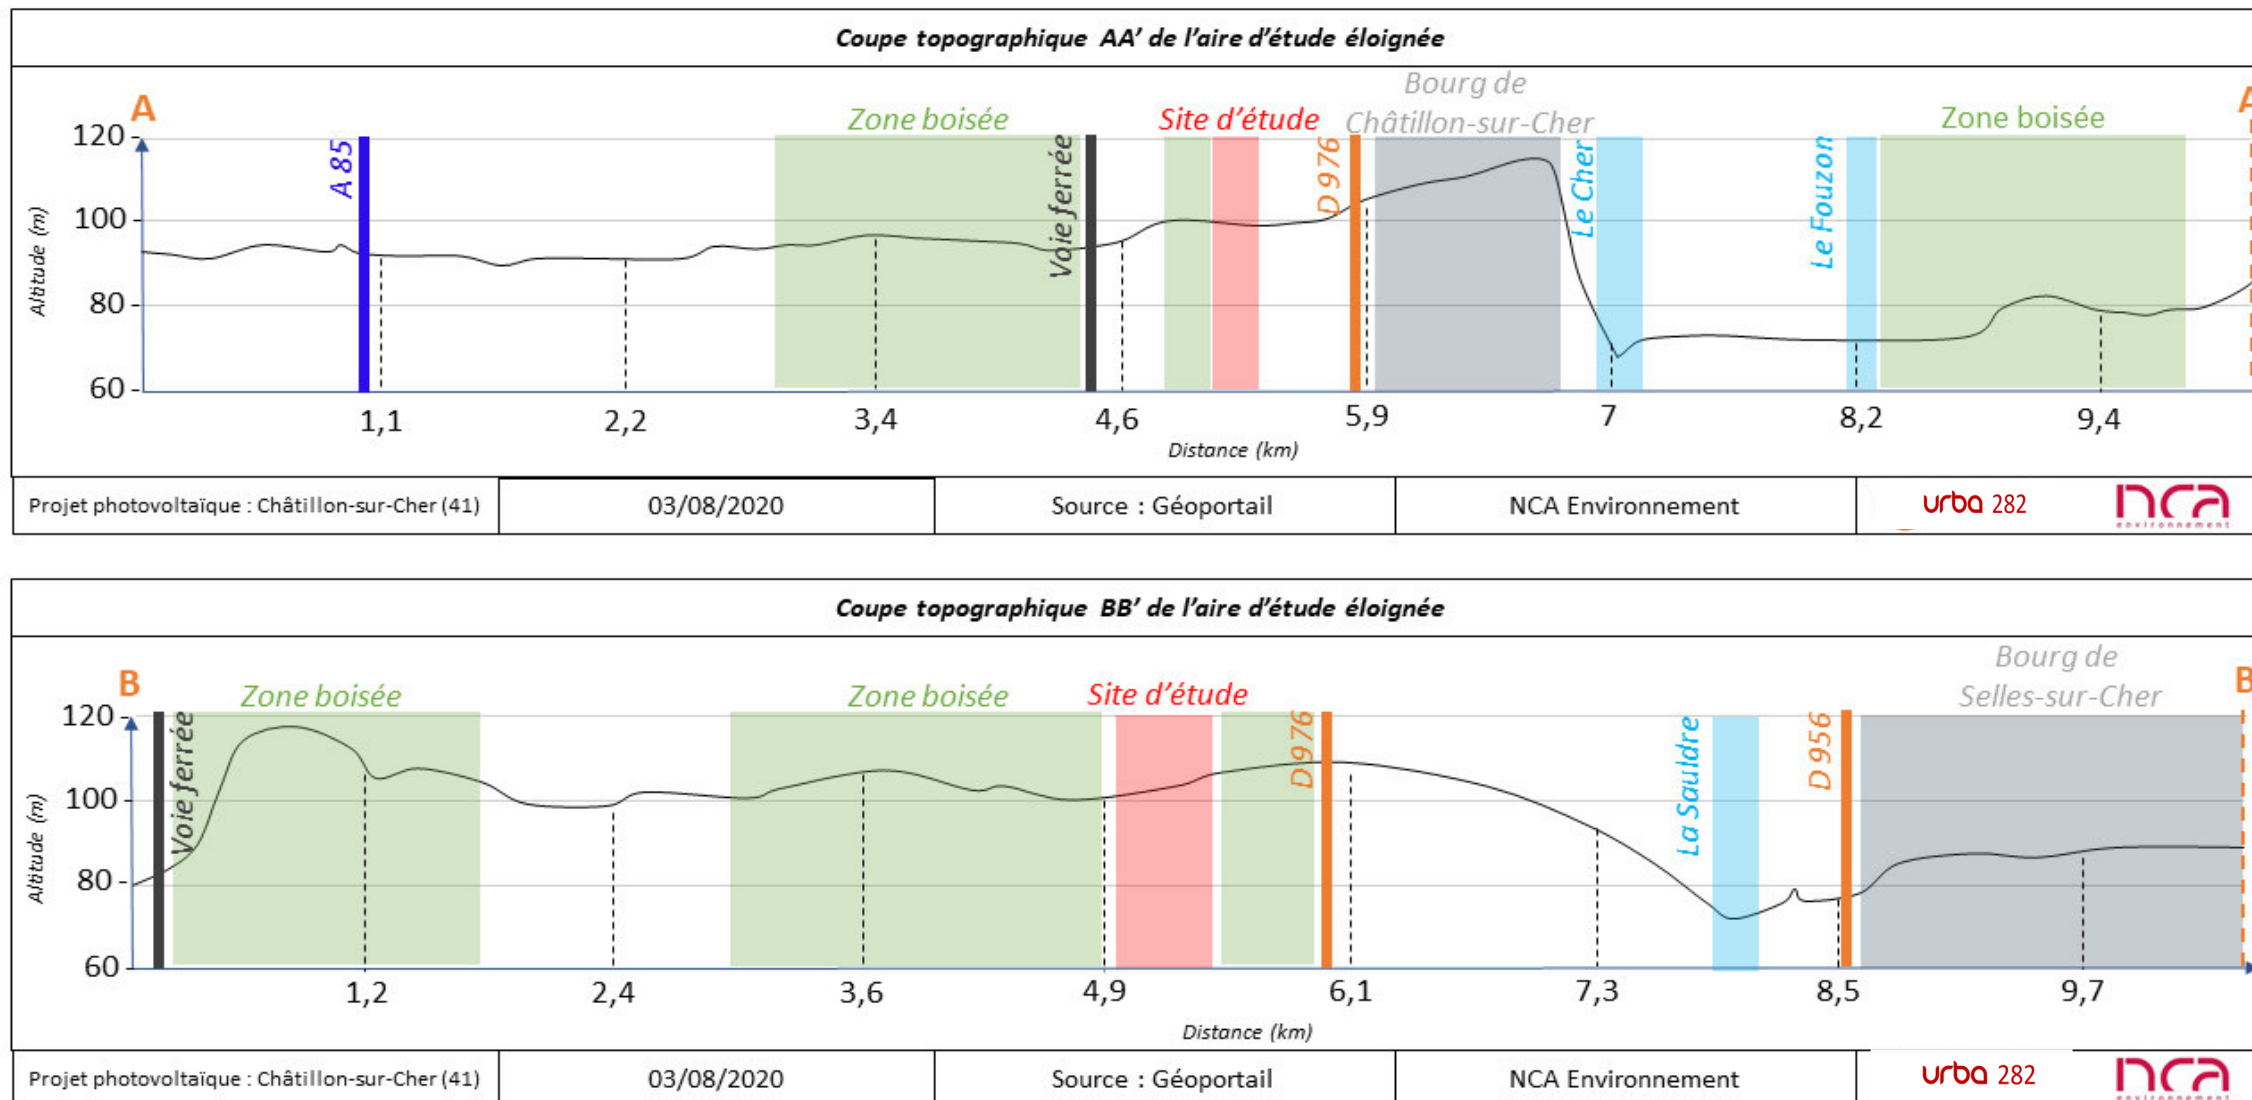 Coupe topographique AA' de l'aire d'étude éloignée
Bourg de
Châtillon-sur-Cher
A
Zone boisée
Site d'étude
Zone boisée
A
120
100
80
60
Altitude (m)
A 85
Voie ferrée
D 976
Le Cher
Le Fouzon
1,1
2,2
3,4
4,6
5,9
7
8,2
9,4
Distance (km)
Projet photovoltaïque : Châtillon-sur-Cher (41)
03/08/2020
Source : Géoportail
NCA Environnement
urba 282
nca
environnement
Coupe topographique BB' de l'aire d'étude éloignée
Bourg de
Selles-sur-Cher
B
Zone boisée
Zone boisée
Site d'étude
B
120
100
80
60
Altitude (m)
Voie ferrée
D 976
La Sauldre
D 956
1,2
2,4
3,6
4,9
6,1
7,3
8,5
9,7
Distance (km)
Projet photovoltaïque : Châtillon-sur-Cher (41)
03/08/2020
Source : Géoportail
NCA Environnement
urba 282
nca
environnement